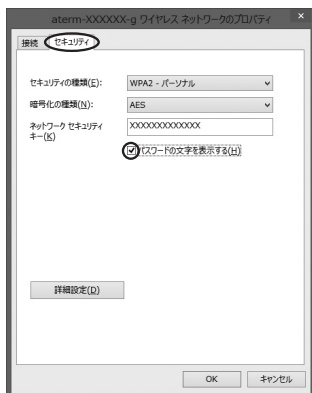 aterm-XXXXXX-g ワイヤレス ネットワークのプロパティ ×
接続 セキュリティ
セキュリティの種類(E): WPA2 - パーソナル
暗号化の種類(N): AES
ネットワーク セキュリティ キー(K) XXXXXXXXXXXXX
パスワードの文字を表示する(H)
詳細設定(D)
OK キャンセル